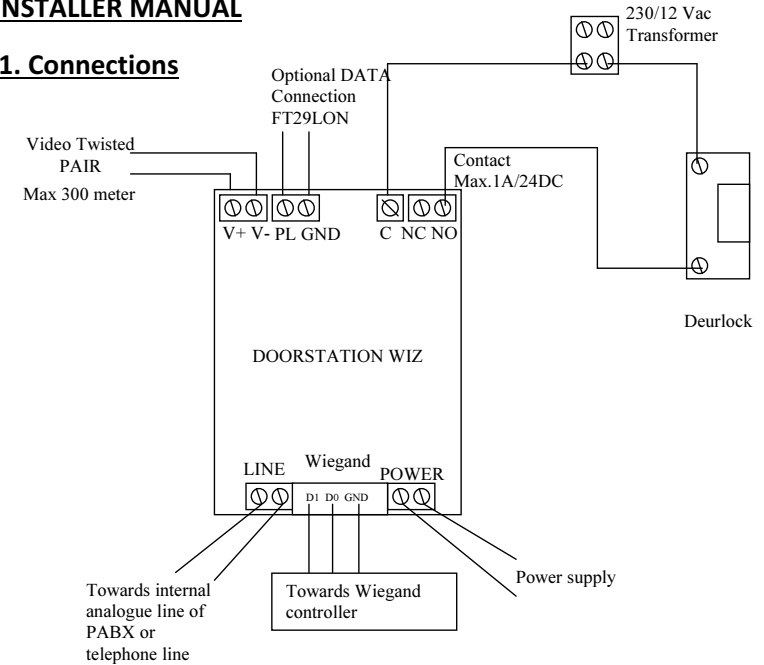 INSTALLER MANUAL
1. Connections
230/12 Vac
Transformer
Optional DATA
Connection
FT29LON
Video Twisted
PAIR
Max 300 meter
Contact
Max.1A/24DC
V+ V- PL GND
C NC NO
Deurlock
DOORSTATION WIZ
LINE
Wiegand
POWER
D1 D0 GND
Towards internal
analogue line of
PABX or
telephone line
Towards Wiegand
controller
Power supply